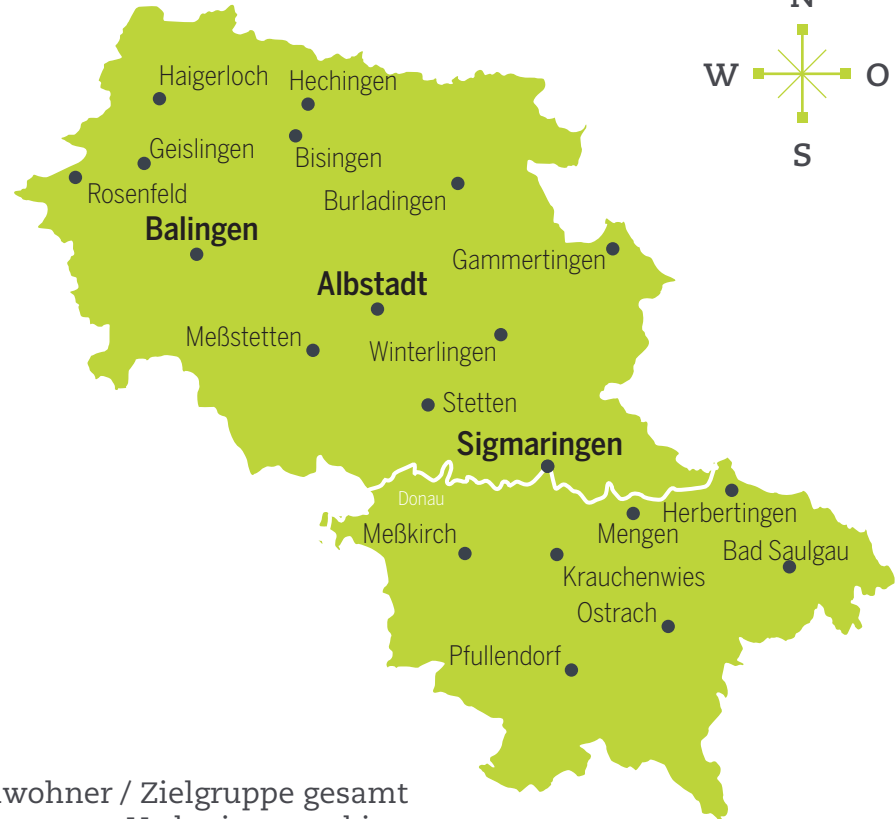 N
W O
S
Haigerloch
Hechingen
Geislingen
Bisingen
Rosenfeld
Burladingen
Balingen
Gammertingen
Albstadt
Meßstetten
Winterlingen
Stetten
Sigmaringen
Donau
Herbertingen
Meßkirch
Mengen
Bad Saulgau
Krauchenwies
Ostrach
Pfullendorf
wohner / Zielgruppe gesamt